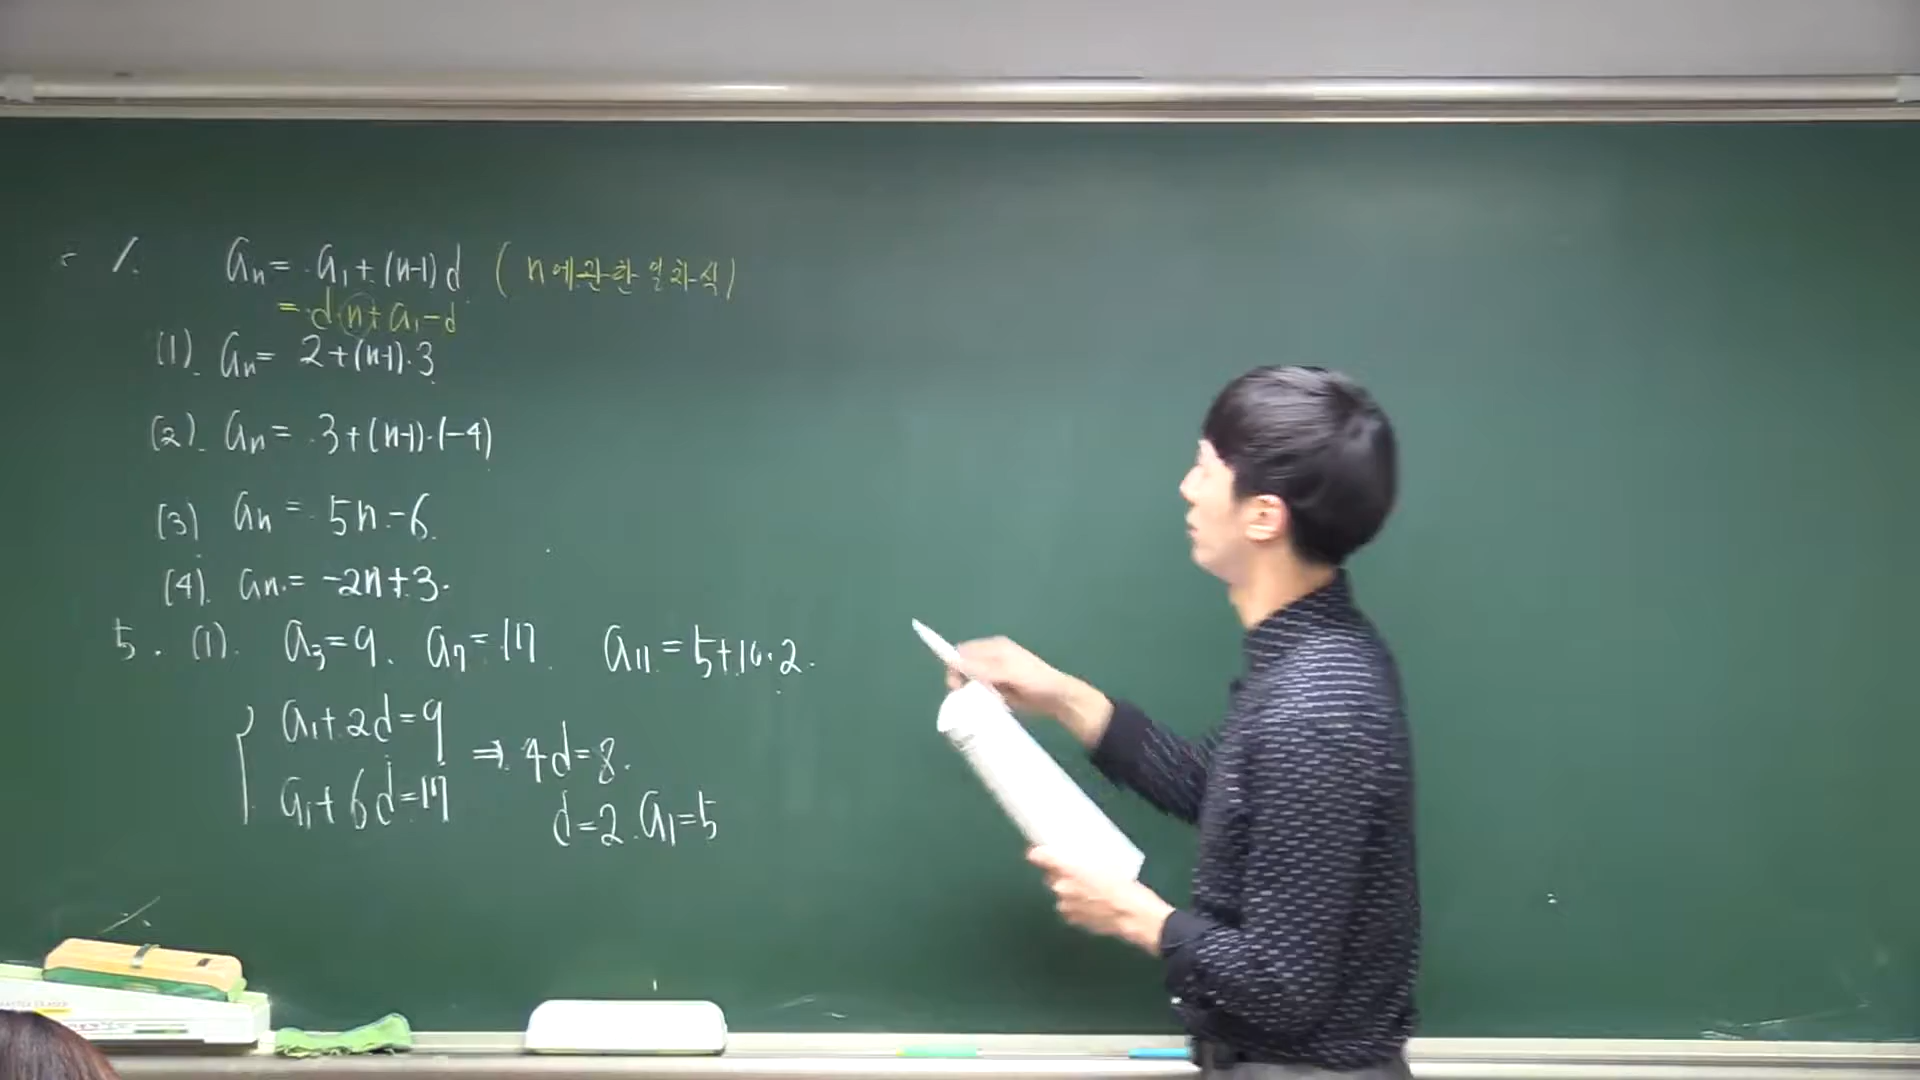 1. aₙ = a₁ + (n-1)d (n에 관한 일차식)
= d·n + a₁ - d
(1). aₙ = 2 + (n-1)·3
(2). aₙ = 3 + (n-1)·(-4)
(3) aₙ = 5n - 6
(4). aₙ = -2n + 3
5. (1). a₃ = 9. a₇ = 17. a₁₁ = 5 + 10·2.
a₁ + 2d = 9
a₁ + 6d = 17
⇒ 4d = 8.
d = 2. a₁ = 5